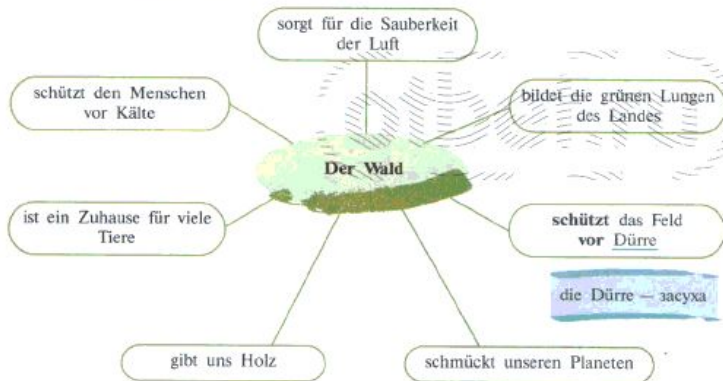 sorgt für die Sauberkeit
der Luft
schützt den Menschen
vor Kälte
bildet die grünen Lungen
des Landes
Der Wald
ist ein Zuhause für viele
Tiere
schützt das Feld
vor Dürre
die Dürre — засуха
gibt uns Holz
schmückt unseren Planeten